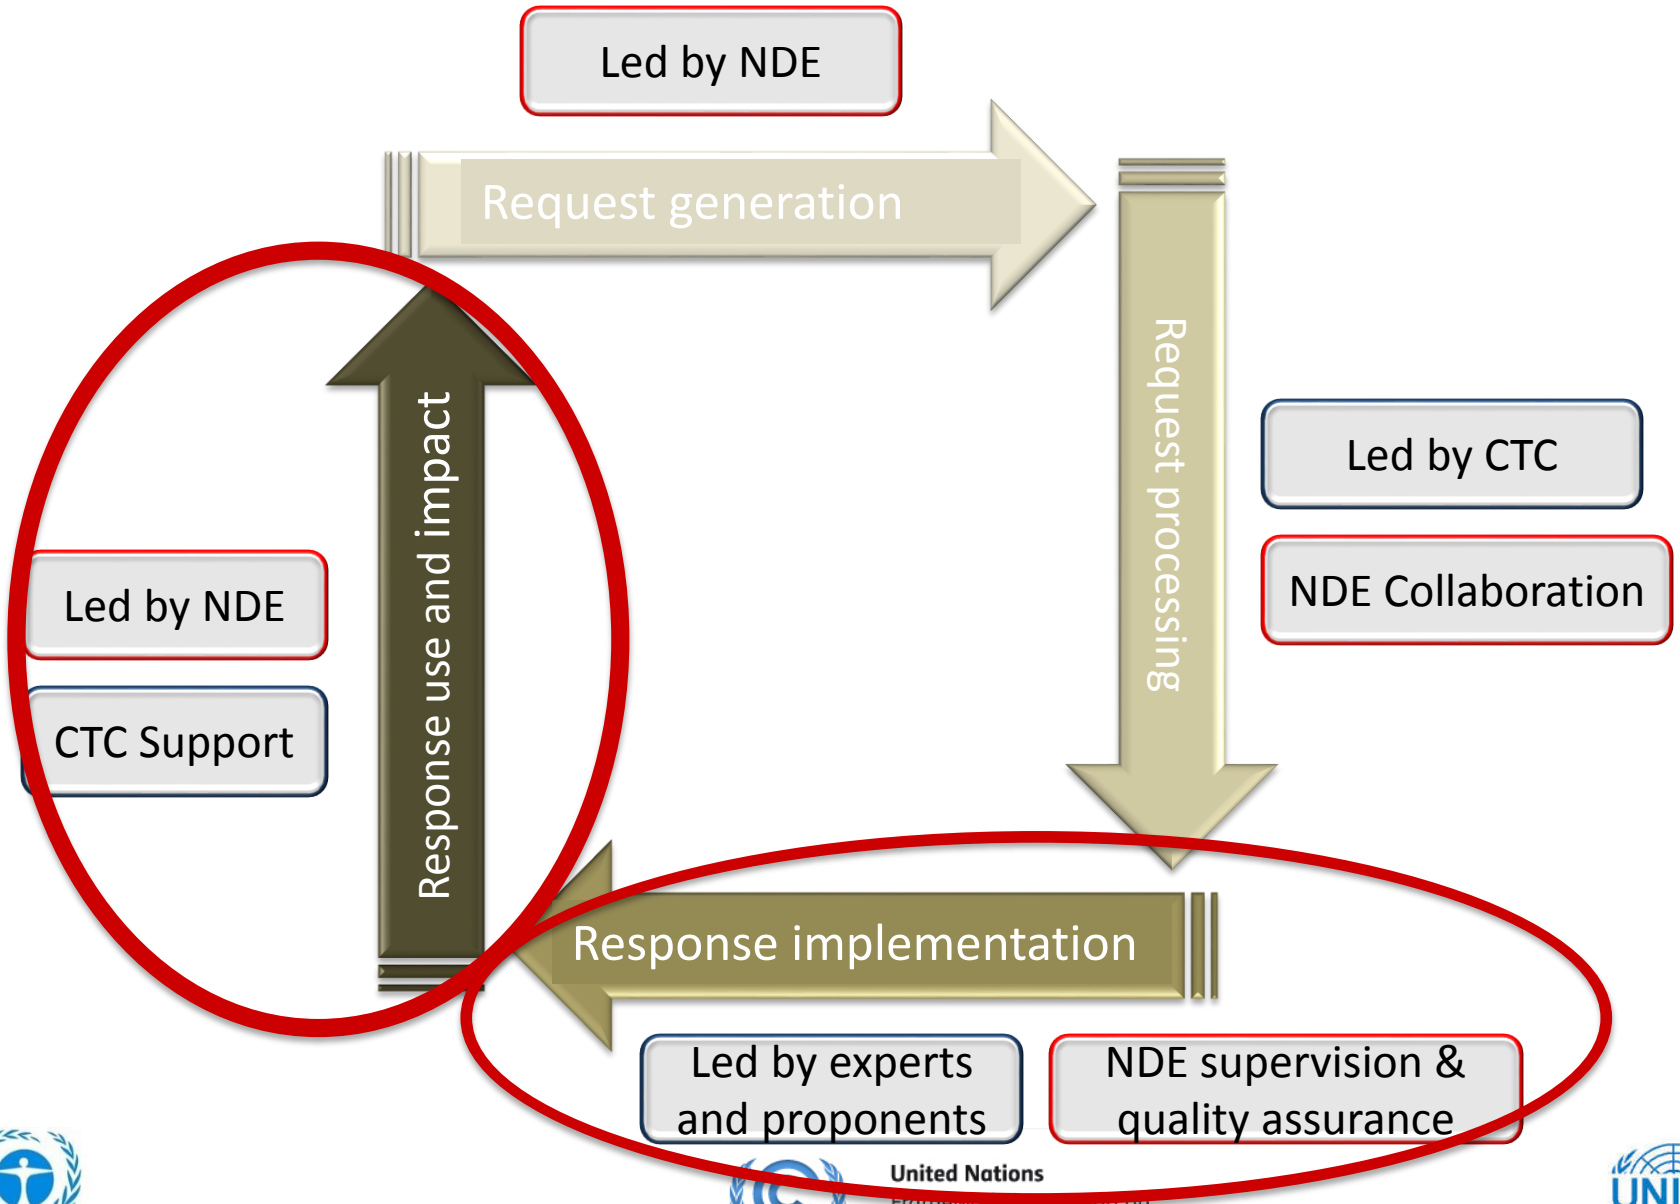 Led by NDE
Request generation
Request processing
Led by CTC
NDE Collaboration
Response use and impact
Led by NDE
CTC Support
Response implementation
Led by experts
and proponents
NDE supervision &
quality assurance
United Nations
UN